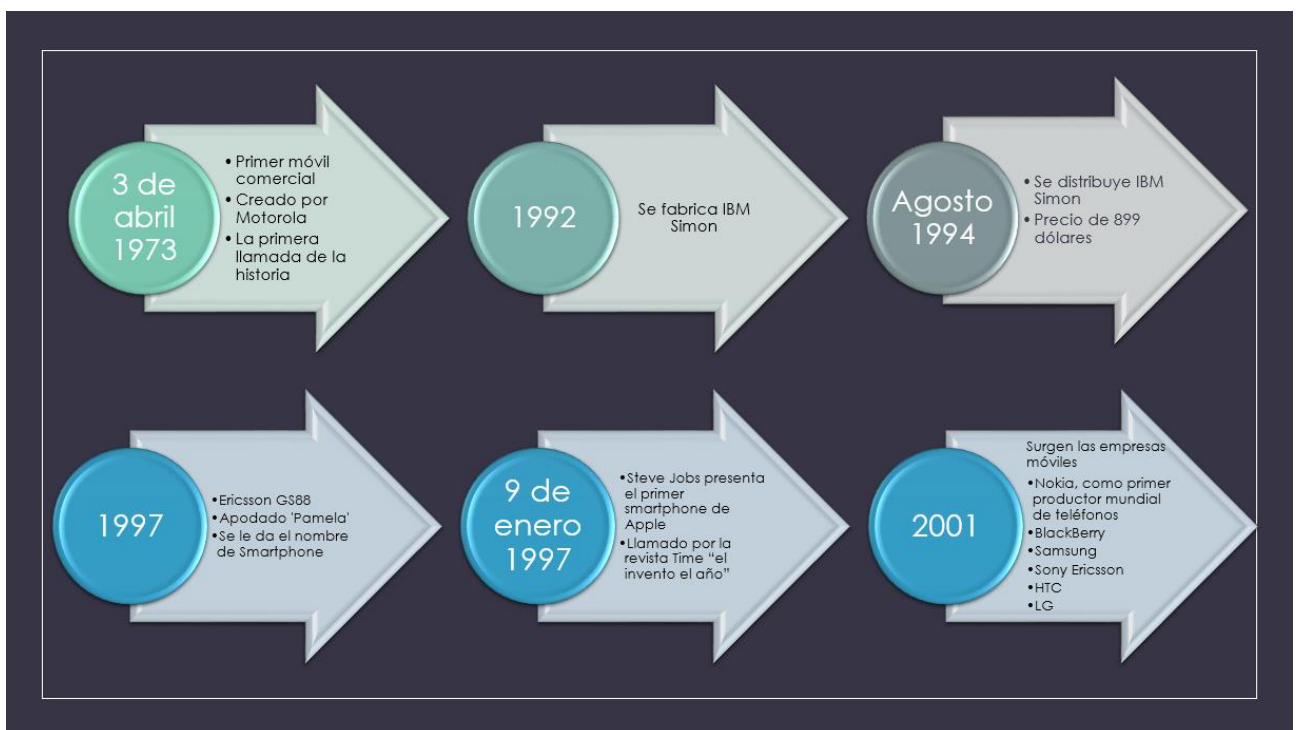 3 de
abril
1973
• Primer móvil
comercial
• Creado por
Motorola
• La primera
llamada de la
historia
1992
Se fabrica IBM
Simon
Agosto
1994
• Se distribuye IBM
Simon
• Precio de 899
dólares
1997
•Ericsson GS88
•Apodado 'Pamela'
•Se le da el nombre
de Smartphone
9 de
enero
1997
•Steve Jobs presenta
el primer
smartphone de
Apple
•Llamado por la
revista Time “el
invento el año”
2001
Surgen las empresas
móviles
•Nokia, como primer
productor mundial
de teléfonos
•BlackBerry
•Samsung
•Sony Ericsson
•HTC
•LG